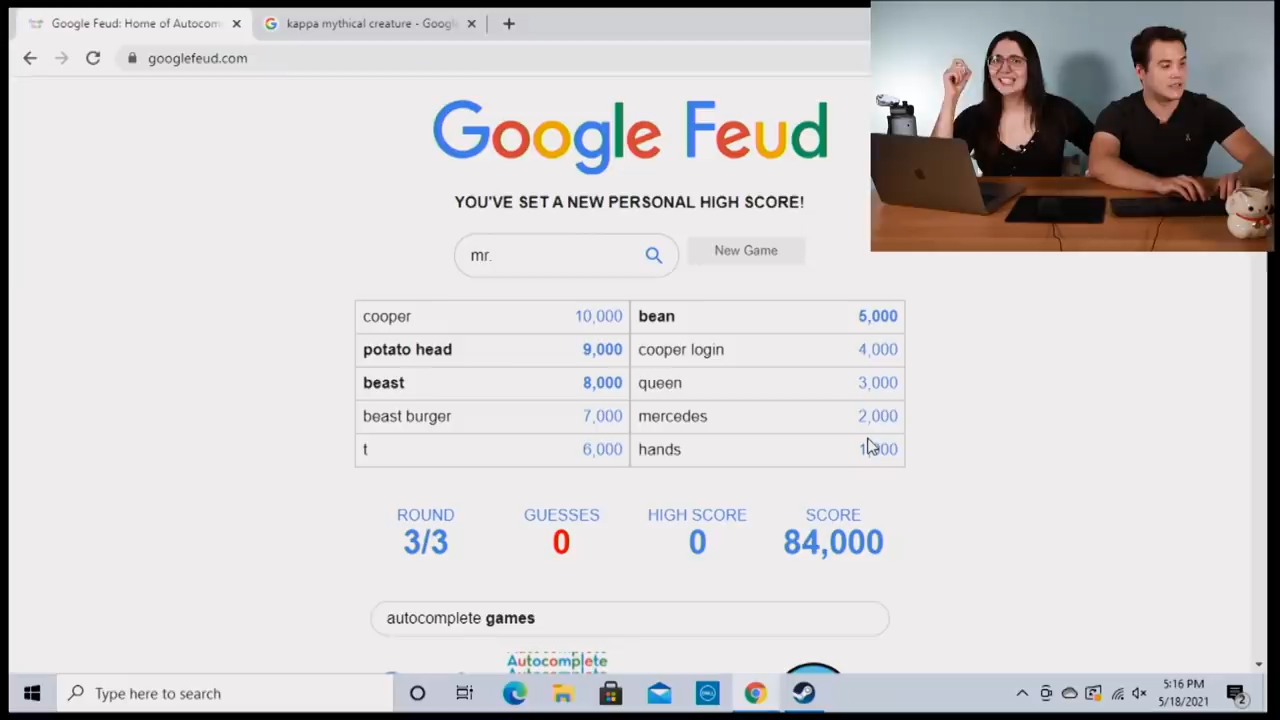 Google Feud: Home of Autocom
kappa mythical creature - Google
googlefeud.com
Google Feud
YOU'VE SET A NEW PERSONAL HIGH SCORE!
mr.
New Game
cooper 10,000 bean 5,000
potato head 9,000 cooper login 4,000
beast 8,000 queen 3,000
beast burger 7,000 mercedes 2,000
t 6,000 hands 1,000
ROUND GUESSES HIGH SCORE SCORE
3/3 0 0 84,000
autocomplete games
Autocomplete
Type here to search
5:16 PM
5/18/2021
2